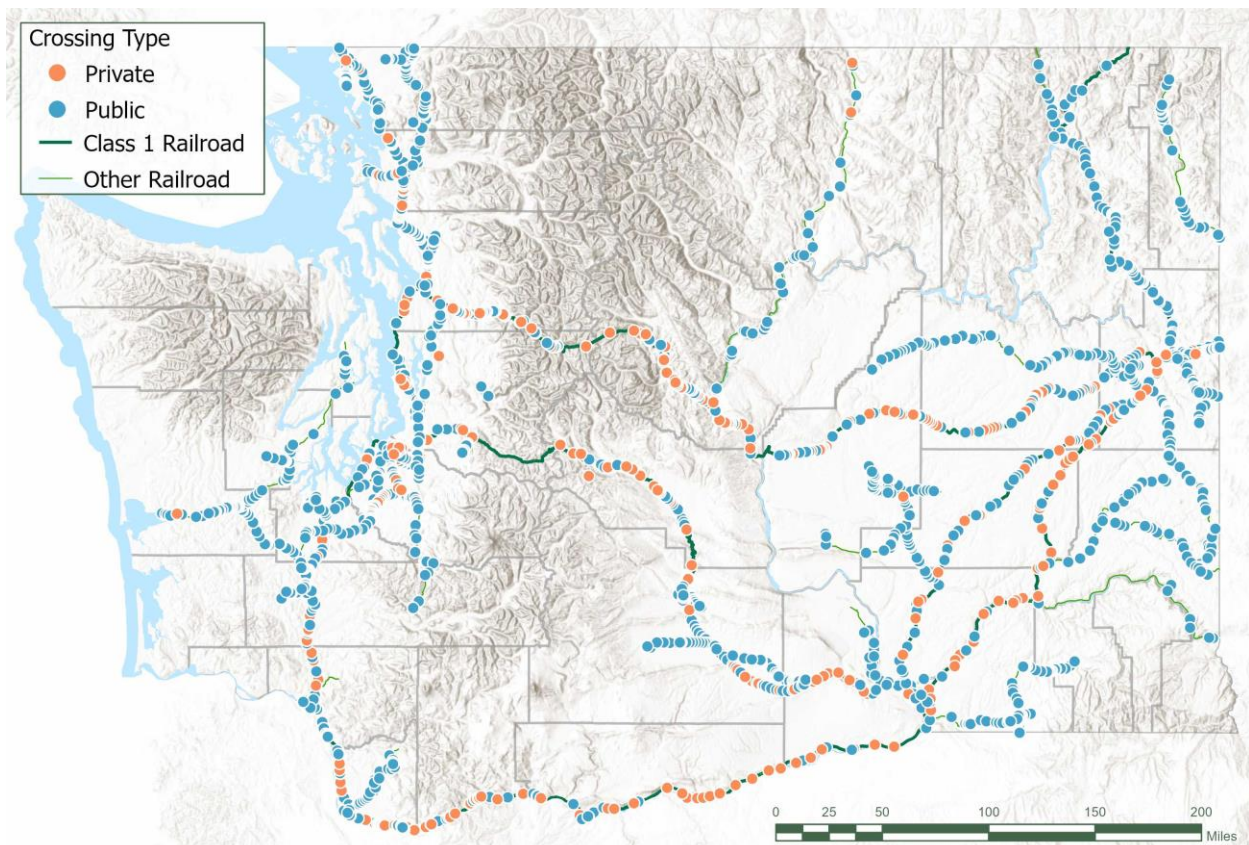 Crossing Type
Private
Public
Class 1 Railroad
Other Railroad
0 25 50 100 150 200
Miles